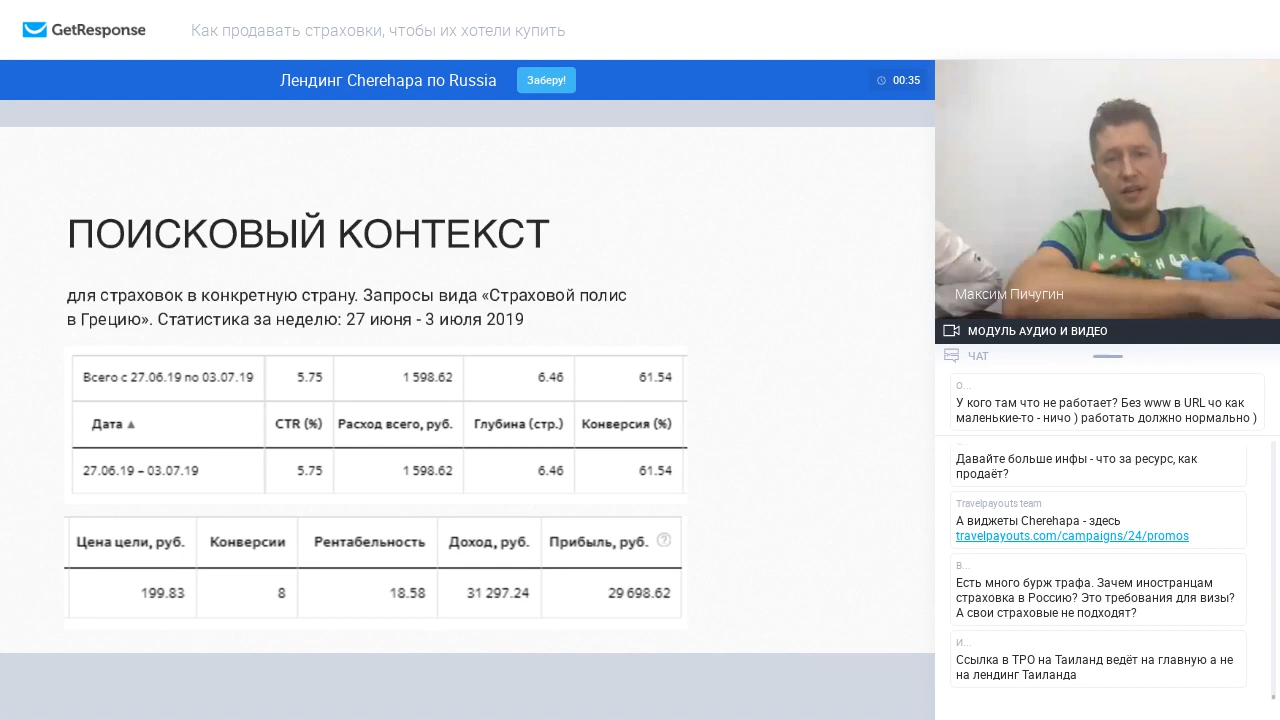 GetResponse
Как продавать страховки, чтобы их хотели купить
Лендинг Cherehapa по Russia
Заберу!
00:35
ПОИСКОВЫЙ КОНТЕКСТ
для страховок в конкретную страну. Запросы вида «Страховой полис
в Грецию». Статистика за неделю: 27 июня - 3 июля 2019
Всего с 27.06.19 по 03.07.19 5.75 1 598.62 6.46 61.54
Дата ▲ CTR (%) Расход всего, руб. Глубина (стр.) Конверсия (%)
27.06.19 – 03.07.19 5.75 1 598.62 6.46 61.54
Цена цели, руб. Конверсии Рентабельность Доход, руб. Прибыль, руб. ?
199.83 8 18.58 31 297.24 29 698.62
Максим Пичугин
МОДУЛЬ АУДИО И ВИДЕО
ЧАТ
О...
У кого там что не работает? Без www в URL чо как
маленькие-то - ничо ) работать должно нормально )
Давайте больше инфы - что за ресурс, как
продаёт?
Travelpayouts team
А виджеты Cherehapa - здесь
travelpayouts.com/campaigns/24/promos
В...
Есть много бурж трафа. Зачем иностранцам
страховка в Россию? Это требования для визы?
А свои страховые не подходят?
И...
Ссылка в ТРО на Таиланд ведёт на главную а не
на лендинг Таиланда